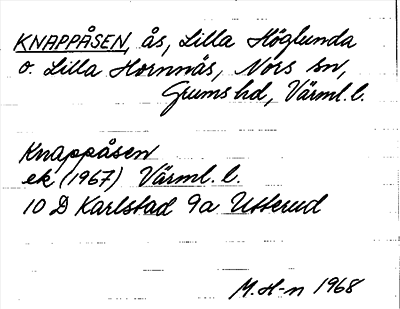 KNAPPÅSEN, ås, Lilla Höglunda
o. Lilla Hornnäs, Nors sn,
Grums hd, Värml. l.
Knappåsen
ek (1967) Värml. l.
10 D Karlstad 9a Utterud
M. H-n 1968